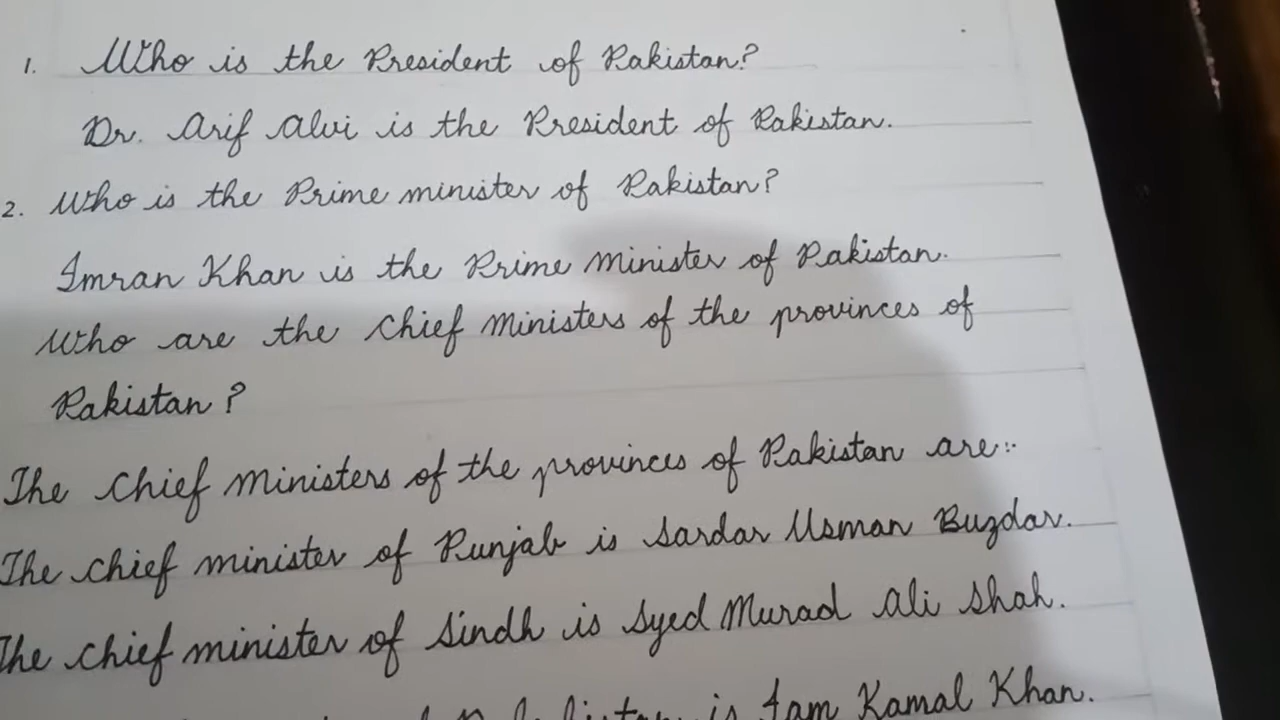 1. Who is the President of Pakistan?
Dr. Arif Alvi is the President of Pakistan.
2. Who is the Prime minister of Pakistan?
Imran Khan is the Prime Minister of Pakistan.
Who are the Chief Ministers of the provinces of
Pakistan?
The Chief Ministers of the provinces of Pakistan are:-
The chief minister of Punjab is Sardar Usman Buzdar.
The chief minister of Sindh is Syed Murad Ali Shah.
is Jam Kamal Khan.